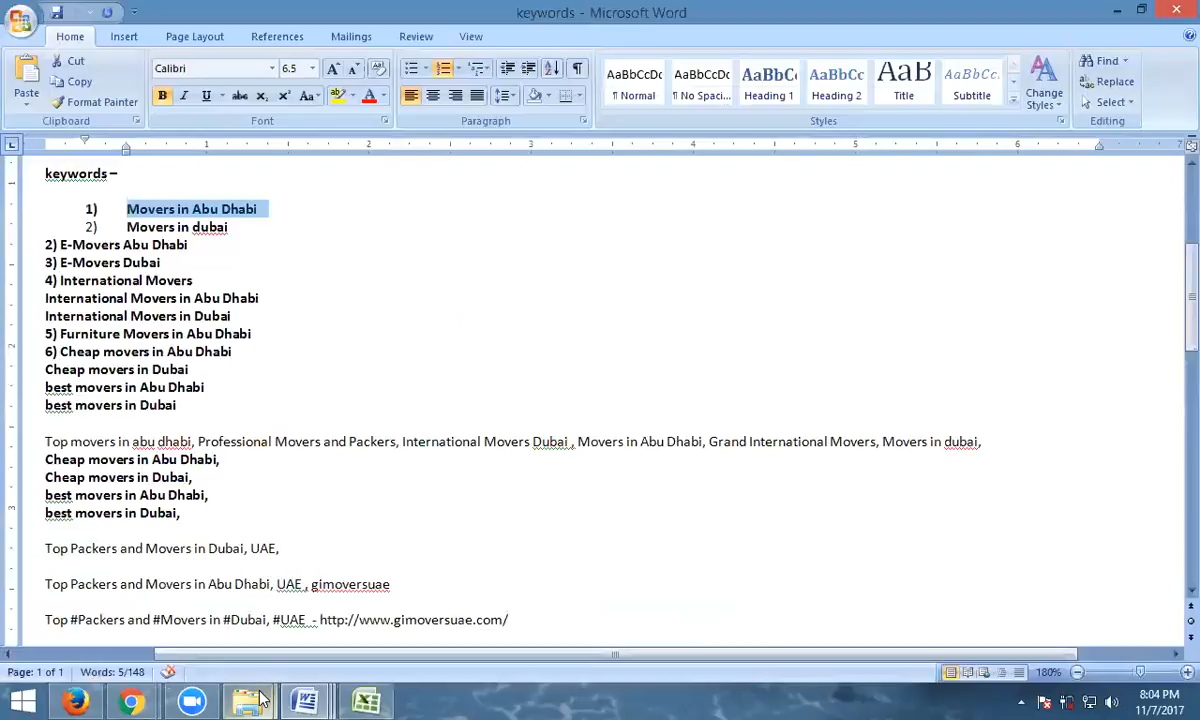 keywords - Microsoft Word
Home Insert Page Layout References Mailings Review View
Paste
Cut
Copy
Format Painter
Clipboard
Calibri 6.5
Font
Paragraph
AaBbCcDc AaBbCcDc AaBbC AaBbCc AaB AaBbCc.
¶ Normal ¶ No Spaci... Heading 1 Heading 2 Title Subtitle
Change Styles
Styles
Find
Replace
Select
Editing
1 2 3 4 5 6 7
keywords –
1) Movers in Abu Dhabi
2) Movers in dubai
2) E-Movers Abu Dhabi
3) E-Movers Dubai
4) International Movers
International Movers in Abu Dhabi
International Movers in Dubai
5) Furniture Movers in Abu Dhabi
6) Cheap movers in Abu Dhabi
Cheap movers in Dubai
best movers in Abu Dhabi
best movers in Dubai
Top movers in abu dhabi, Professional Movers and Packers, International Movers Dubai , Movers in Abu Dhabi, Grand International Movers, Movers in dubai,
Cheap movers in Abu Dhabi,
Cheap movers in Dubai,
best movers in Abu Dhabi,
best movers in Dubai,
Top Packers and Movers in Dubai, UAE,
Top Packers and Movers in Abu Dhabi, UAE , gimoversuae
Top #Packers and #Movers in #Dubai, #UAE - http://www.gimoversuae.com/
Page: 1 of 1 Words: 5/148 180%
8:04 PM
11/7/2017